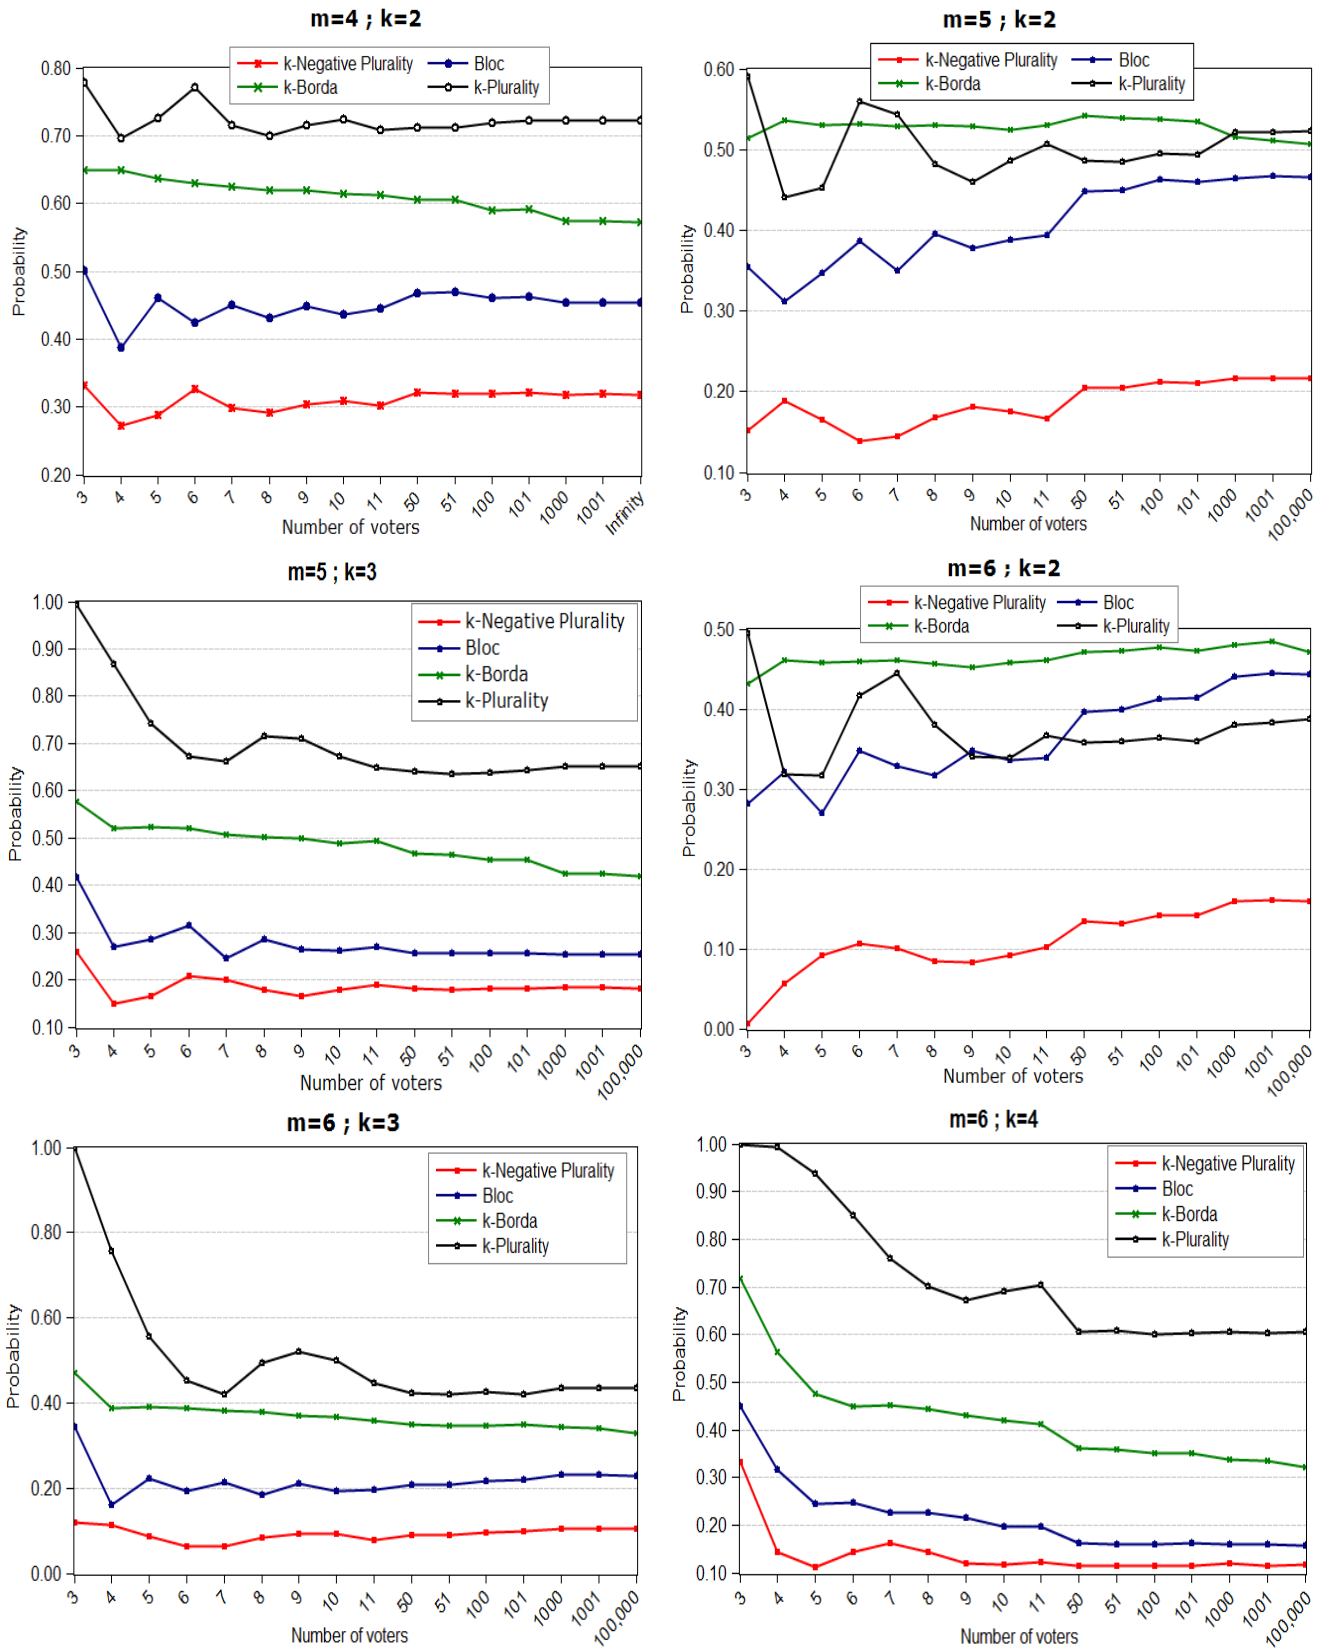 m=4 ; k=2
k-Negative Plurality
Bloc
k-Borda
k-Plurality
0.80
0.70
0.60
0.50
0.40
0.30
0.20
Probability
3 4 5 6 7 8 9 10 11 50 51 100 101 1000 1001 Infinity
Number of voters
m=5 ; k=2
k-Negative Plurality
Bloc
k-Borda
k-Plurality
0.60
0.50
0.40
0.30
0.20
0.10
Probability
3 4 5 6 7 8 9 10 11 50 51 100 101 1000 1001 100,000
Number of voters
m=5 ; k=3
k-Negative Plurality
Bloc
k-Borda
k-Plurality
1.00
0.90
0.80
0.70
0.60
0.50
0.40
0.30
0.20
0.10
Probability
3 4 5 6 7 8 9 10 11 50 51 100 101 1000 1001 100,000
Number of voters
m=6 ; k=2
k-Negative Plurality
Bloc
k-Borda
k-Plurality
0.50
0.40
0.30
0.20
0.10
0.00
Probability
3 4 5 6 7 8 9 10 11 50 51 100 101 1000 1001 100,000
Number of voters
m=6 ; k=3
k-Negative Plurality
Bloc
k-Borda
k-Plurality
1.00
0.80
0.60
0.40
0.20
0.00
Probability
3 4 5 6 7 8 9 10 11 50 51 100 101 1000 1001 100,000
Number of voters
m=6 ; k=4
k-Negative Plurality
Bloc
k-Borda
k-Plurality
1.00
0.90
0.80
0.70
0.60
0.50
0.40
0.30
0.20
0.10
Probability
3 4 5 6 7 8 9 10 11 50 51 100 101 1000 1001 100,000
Number of voters